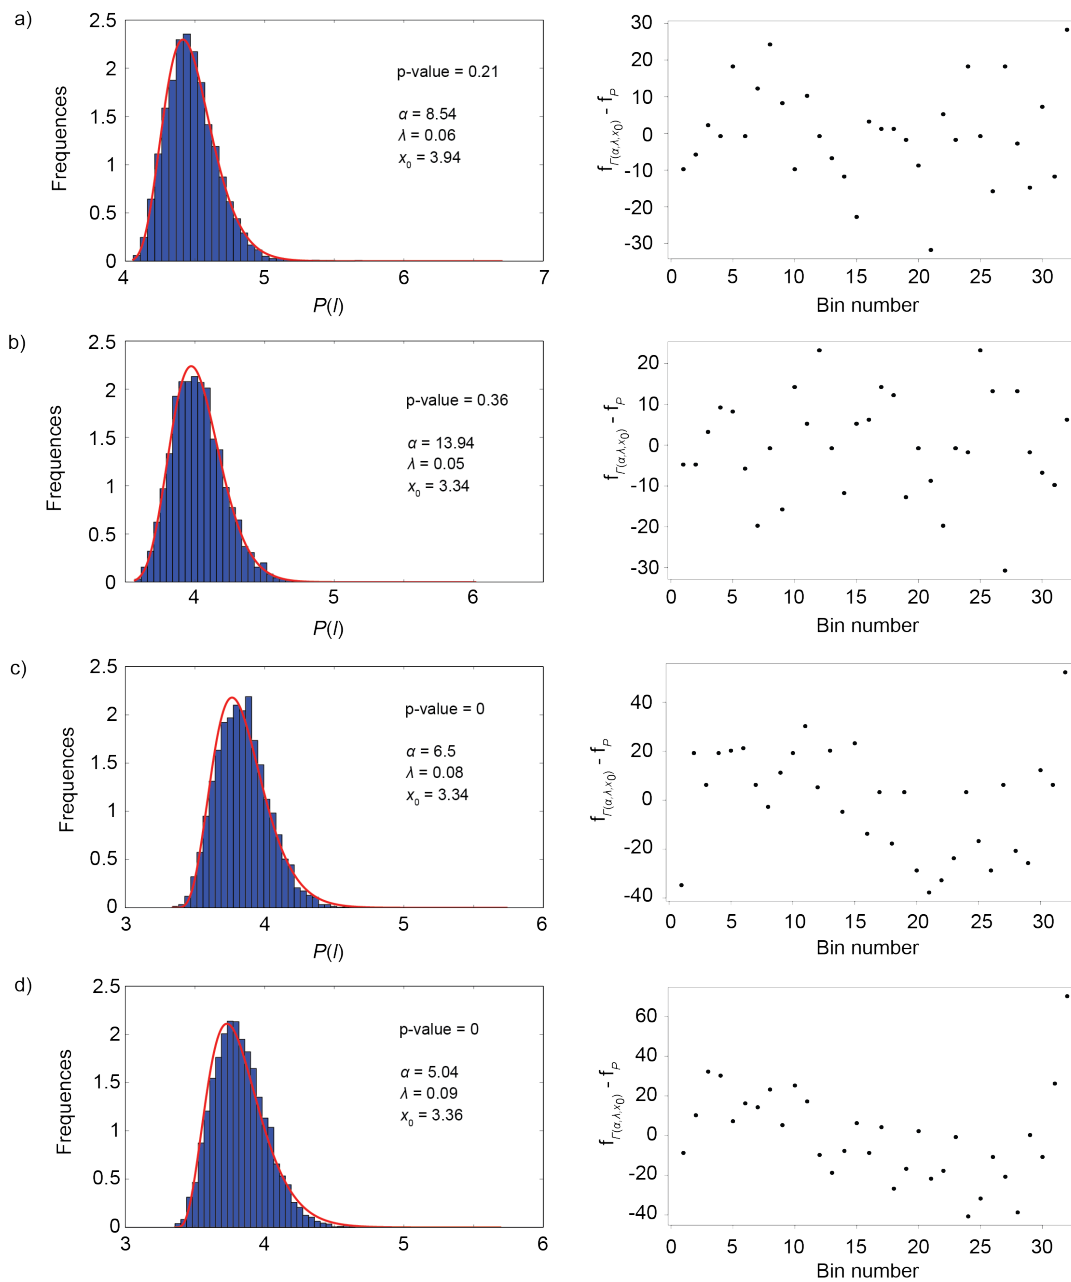 a)
2.5
2
1.5
1
0.5
0
Frequences
p-value = 0.21
α = 8.54
λ = 0.06
x₀ = 3.94
4 5 6 7
P(l)
30
20
10
0
-10
-20
-30
f_Γ(α,λ,x₀) - f_P
0 5 10 15 20 25 30
Bin number
b)
2.5
2
1.5
1
0.5
0
Frequences
p-value = 0.36
α = 13.94
λ = 0.05
x₀ = 3.34
4 5 6
P(l)
20
10
0
-10
-20
-30
f_Γ(α,λ,x₀) - f_P
0 5 10 15 20 25 30
Bin number
c)
2.5
2
1.5
1
0.5
0
Frequences
p-value = 0
α = 6.5
λ = 0.08
x₀ = 3.34
3 4 5 6
P(l)
40
20
0
-20
-40
f_Γ(α,λ,x₀) - f_P
0 5 10 15 20 25 30
Bin number
d)
2.5
2
1.5
1
0.5
0
Frequences
p-value = 0
α = 5.04
λ = 0.09
x₀ = 3.36
3 4 5 6
60
40
20
0
-20
-40
f_Γ(α,λ,x₀) - f_P
0 5 10 15 20 25 30
Bin number